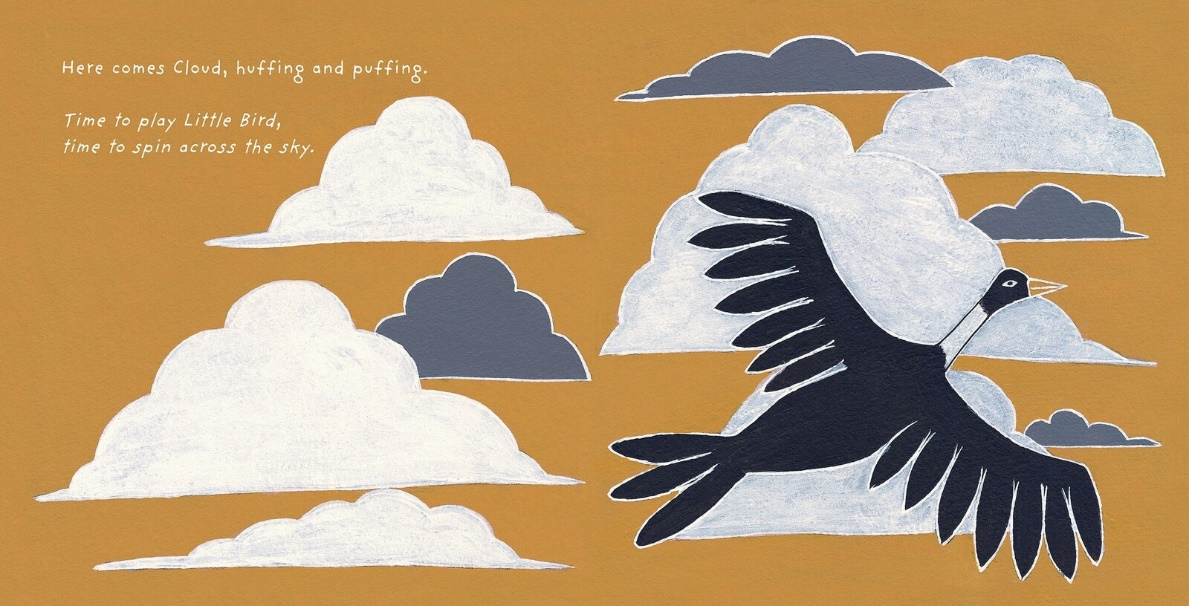 Here comes Cloud, huffing and puffing.
Time to play Little Bird,
time to spin across the sky.